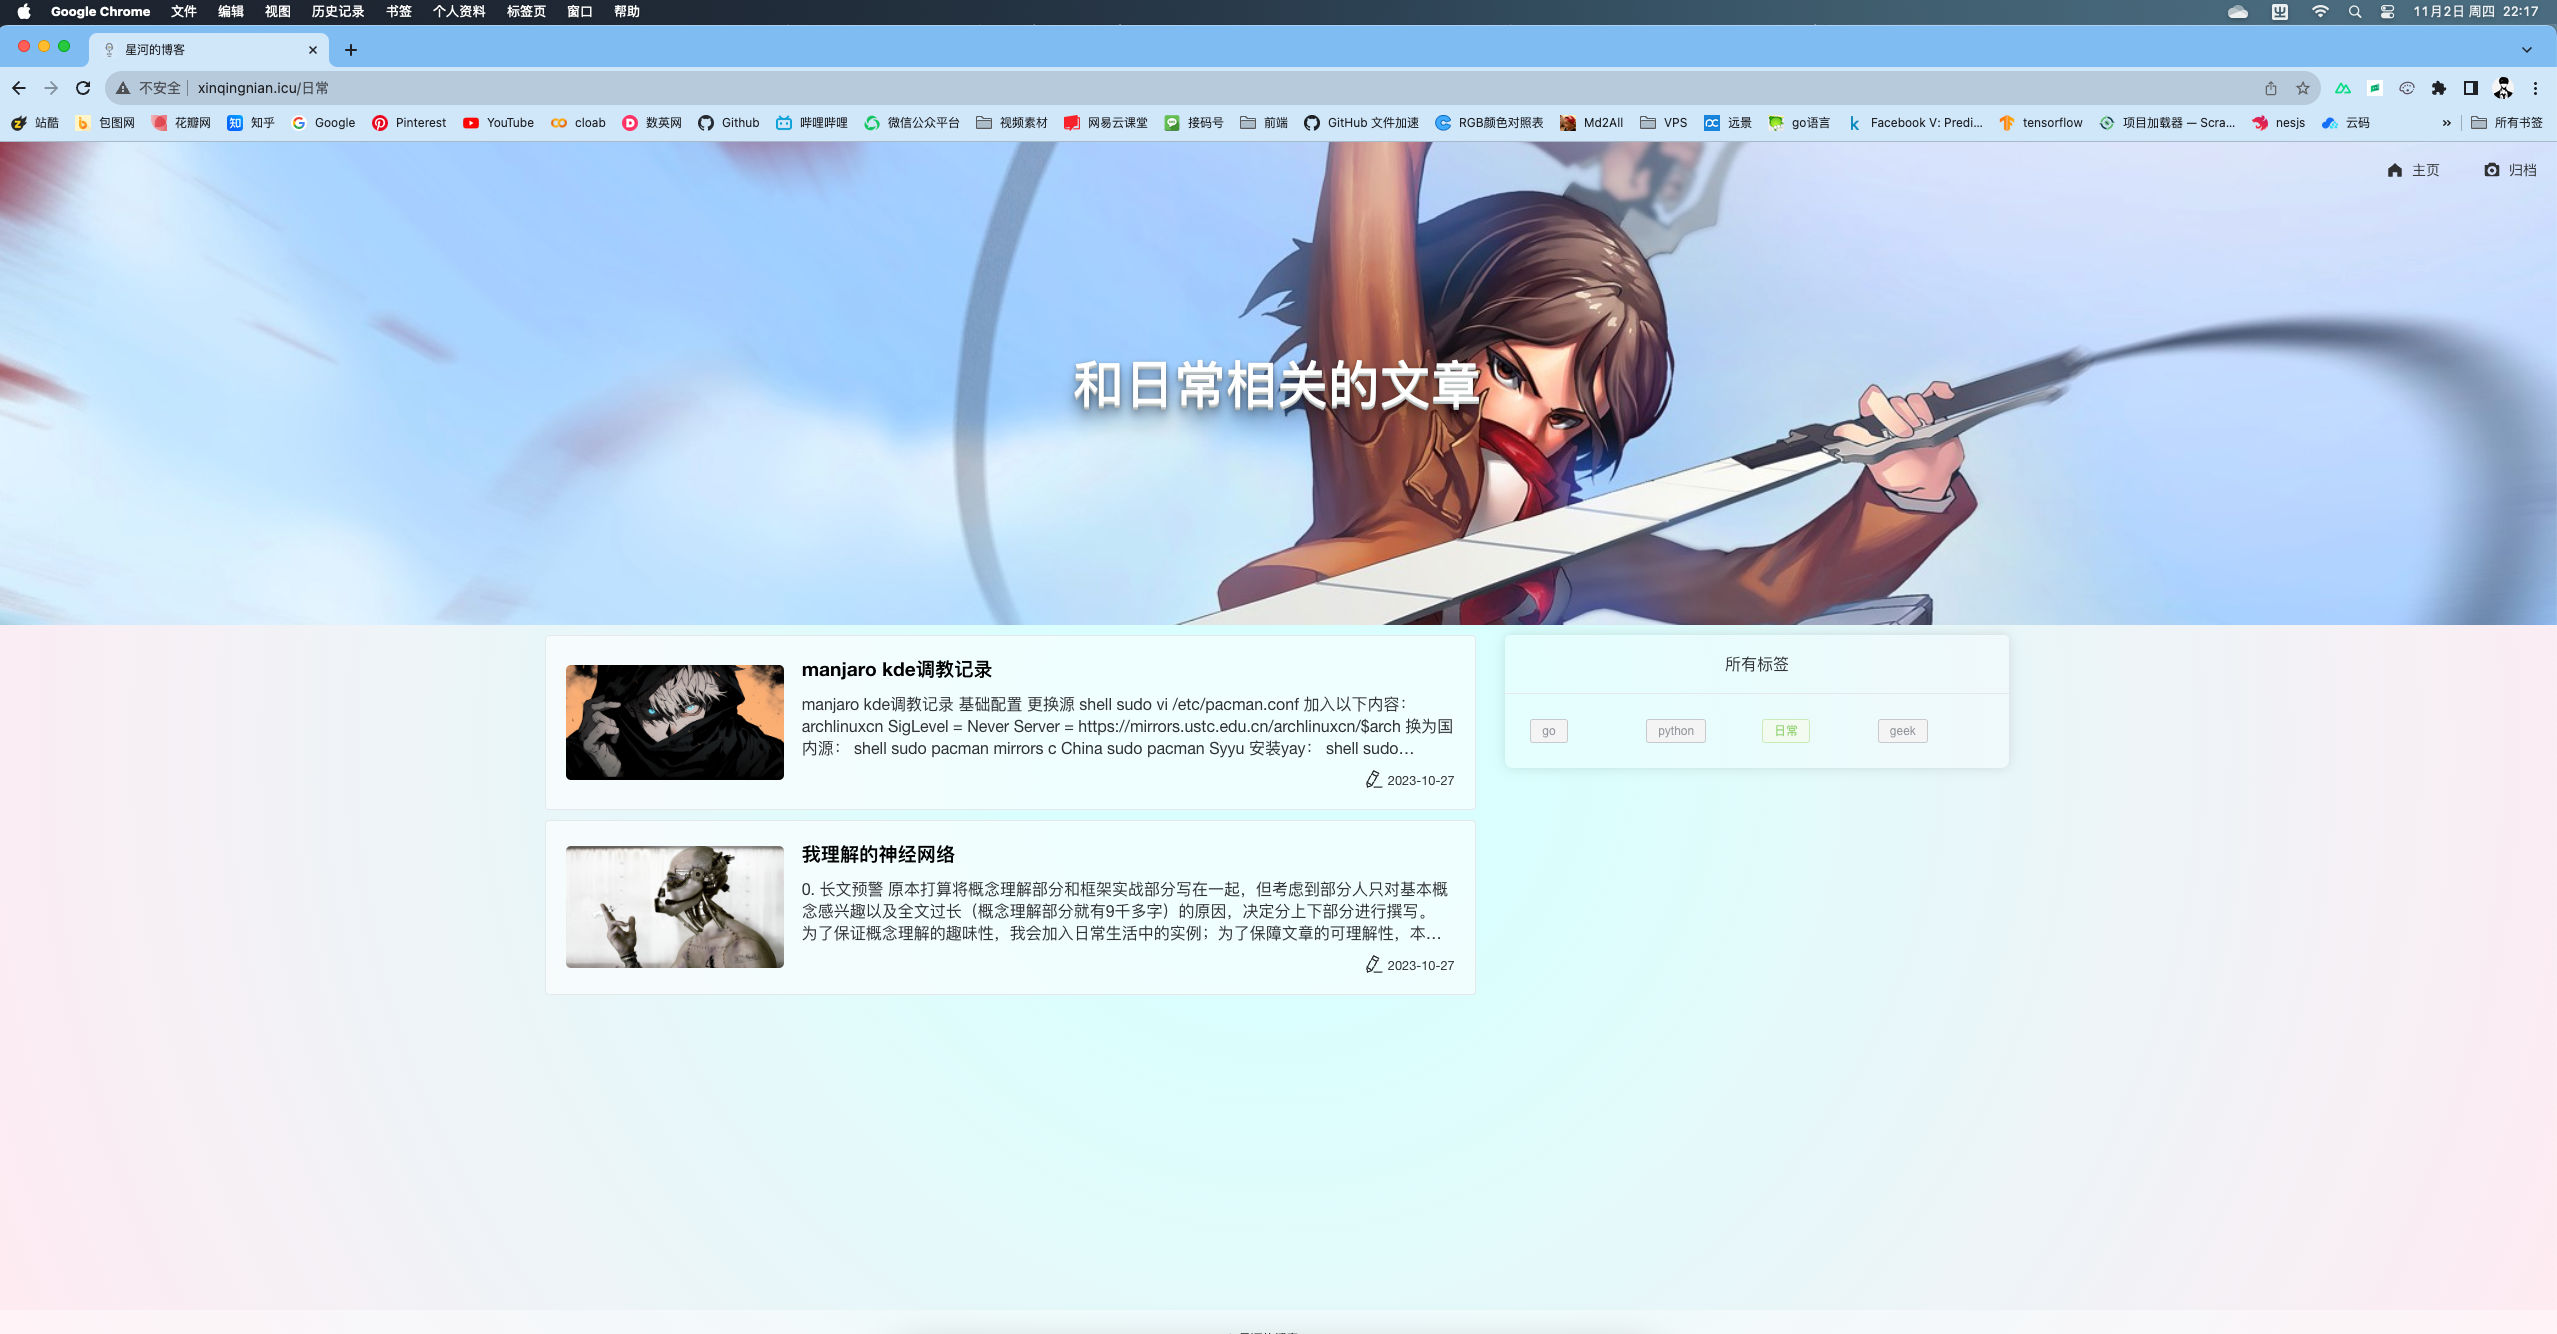 Google Chrome 文件 编辑 视图 历史记录 书签 个人资料 标签页 窗口 帮助 11月2日 周四 22:17
星河的博客
不安全 xinqingnian.icu/日常
站酷 包图网 花瓣网 知乎 Google Pinterest YouTube cloab 数英网 Github 哔哩哔哩 微信公众平台 视频素材 网易云课堂 接码号 前端 GitHub 文件加速 RGB颜色对照表 Md2All VPS 远景 go语言 Facebook V: Predi... tensorflow 项目加载器 — Scra... nesjs 云码 » 所有书签
主页 归档
和日常相关的文章
manjaro kde调教记录
manjaro kde调教记录 基础配置 更换源 shell sudo vi /etc/pacman.conf 加入以下内容：
archlinuxcn SigLevel = Never Server = https://mirrors.ustc.edu.cn/archlinuxcn/$arch 换为国
内源： shell sudo pacman mirrors c China sudo pacman Syyu 安装yay： shell sudo...
2023-10-27
我理解的神经网络
0. 长文预警 原本打算将概念理解部分和框架实战部分写在一起，但考虑到部分人只对基本概
念感兴趣以及全文过长（概念理解部分就有9千多字）的原因，决定分上下部分进行撰写。
为了保证概念理解的趣味性，我会加入日常生活中的实例；为了保障文章的可理解性，本...
2023-10-27
所有标签
go python 日常 geek